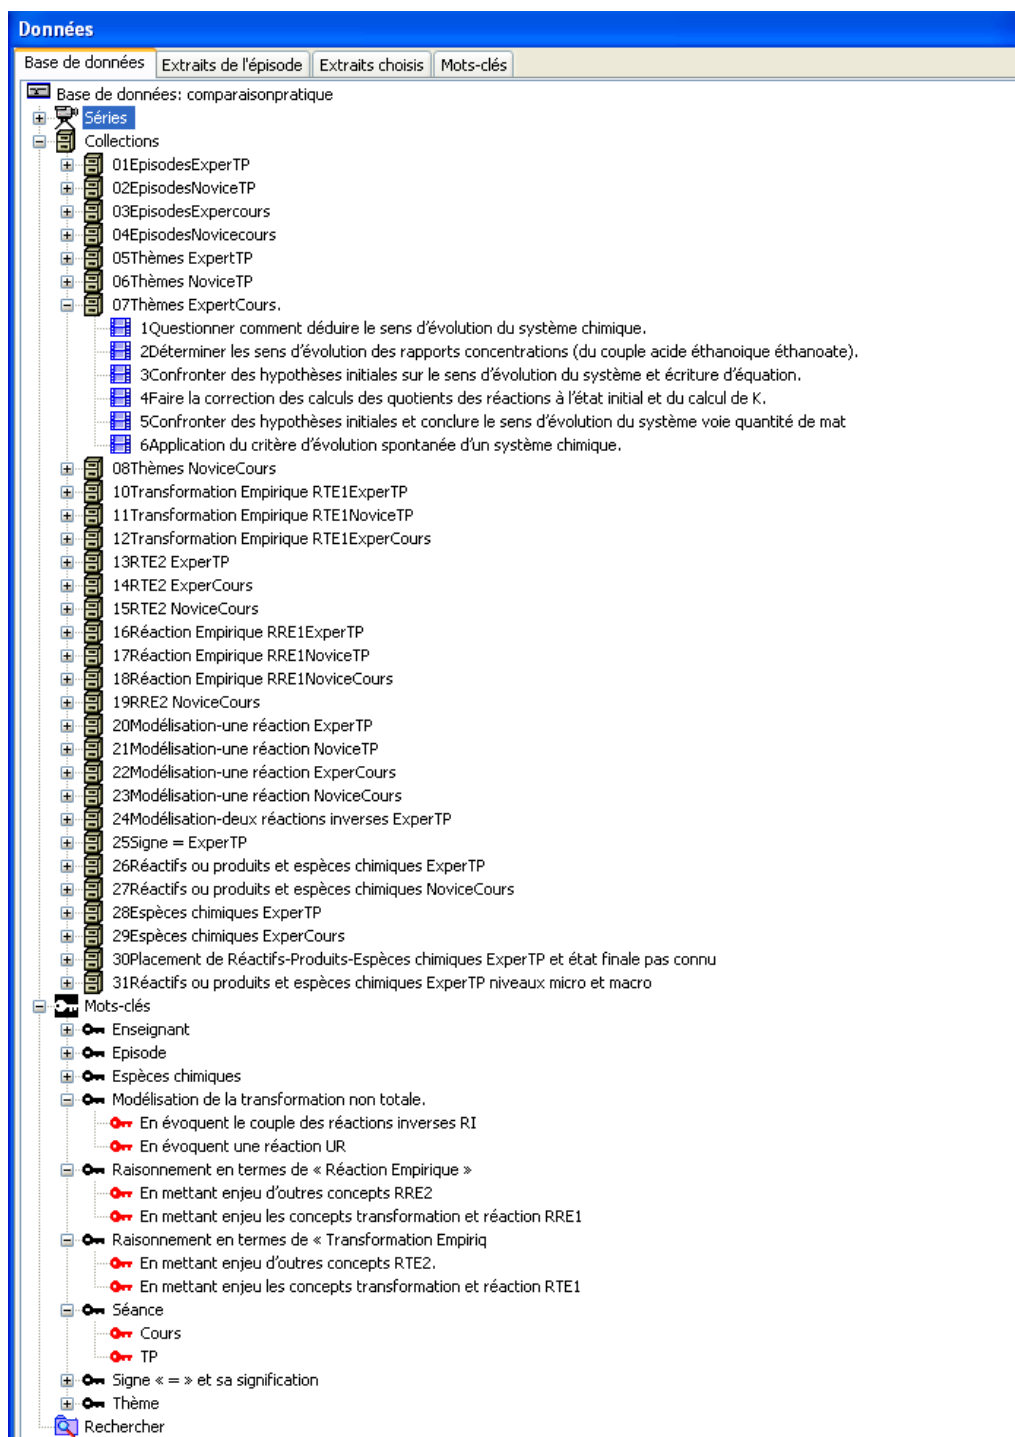 Données
Base de données Extraits de l'épisode Extraits choisis Mots-clés
Base de données: comparaisonpratique
Séries
Collections
01EpisodesExperTP
02EpisodesNoviceTP
03EpisodesExpercours
04EpisodesNovicecours
05Thèmes ExpertTP
06Thèmes NoviceTP
07Thèmes ExpertCours.
1Questionner comment déduire le sens d’évolution du système chimique.
2Déterminer les sens d’évolution des rapports concentrations (du couple acide éthanoique éthanoate).
3Confronter des hypothèses initiales sur le sens d’évolution du système et écriture d’équation.
4Faire la correction des calculs des quotients des réactions à l’état initial et du calcul de K.
5Confronter des hypothèses initiales et conclure le sens d’évolution du système voie quantité de mat
6Application du critère d’évolution spontanée d’un système chimique.
08Thèmes NoviceCours
10Transformation Empirique RTE1ExperTP
11Transformation Empirique RTE1NoviceTP
12Transformation Empirique RTE1ExperCours
13RTE2 ExperTP
14RTE2 ExperCours
15RTE2 NoviceCours
16Réaction Empirique RRE1ExperTP
17Réaction Empirique RRE1NoviceTP
18Réaction Empirique RRE1NoviceCours
19RRE2 NoviceCours
20Modélisation-une réaction ExperTP
21Modélisation-une réaction NoviceTP
22Modélisation-une réaction ExperCours
23Modélisation-une réaction NoviceCours
24Modélisation-deux réactions inverses ExperTP
25Signe = ExperTP
26Réactifs ou produits et espèces chimiques ExperTP
27Réactifs ou produits et espèces chimiques NoviceCours
28Espèces chimiques ExperTP
29Espèces chimiques ExperCours
30Placement de Réactifs-Produits-Espèces chimiques ExperTP et état finale pas connu
31Réactifs ou produits et espèces chimiques ExperTP niveaux micro et macro
Mots-clés
Enseignant
Episode
Espèces chimiques
Modélisation de la transformation non totale.
En évoquent le couple des réactions inverses RI
En évoquent une réaction UR
Raisonnement en termes de « Réaction Empirique »
En mettant enjeu d’outres concepts RRE2
En mettant enjeu les concepts transformation et réaction RRE1
Raisonnement en termes de « Transformation Empiriq
En mettant enjeu d’outres concepts RTE2.
En mettant enjeu les concepts transformation et réaction RTE1
Séance
Cours
TP
Signe « = » et sa signification
Thème
Rechercher